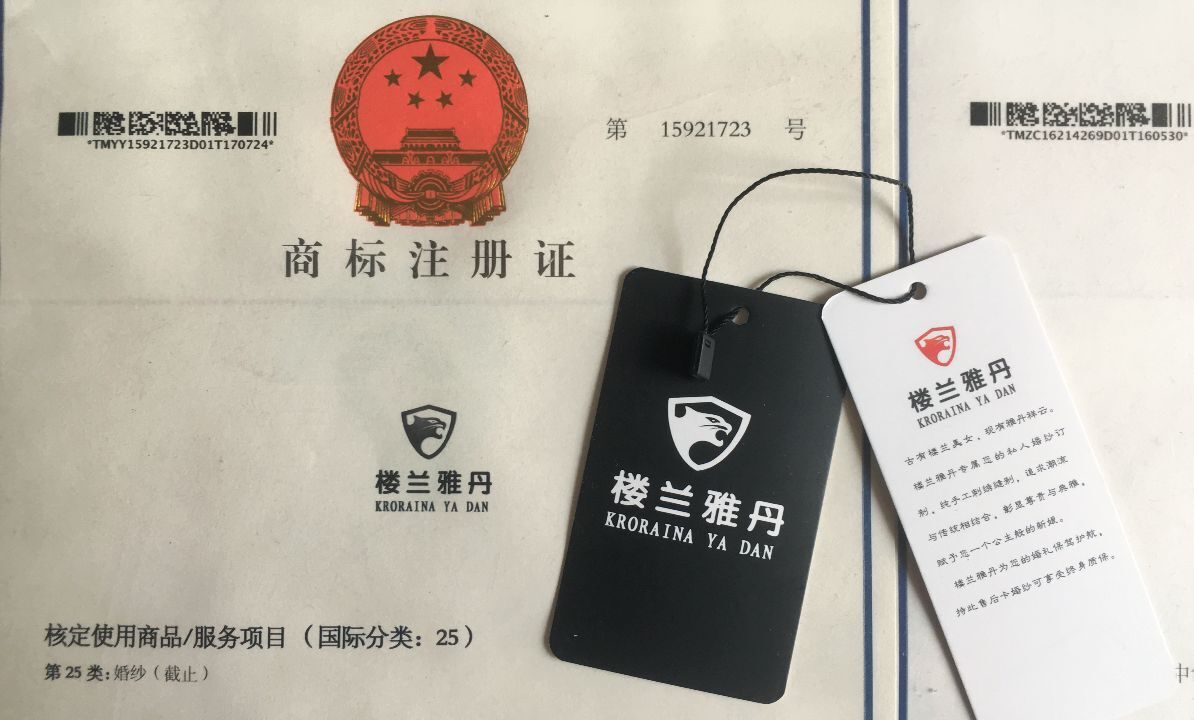 *TMYY15921723D01T170724*
第 15921723 号
商标注册证
楼兰雅丹
KRORAINA YA DAN
核定使用商品/服务项目（国际分类：25）
第 25 类：婚纱（截止）
*TMZC16214269D01T160530*
楼兰雅丹
KRORAINA YA DAN
楼兰雅丹
KRORAINA YA DAN
古有楼兰美女，现有雅丹祥云。
楼兰雅丹专属您的私人婚纱订
制，纯手工刺绣缝制，追求潮流
与传统相结合，彰显尊贵与典雅，
赋予您一个公主般的新娘。
楼兰雅丹为您的婚礼保驾护航，
持此售后卡婚纱可享受终身质保。
中